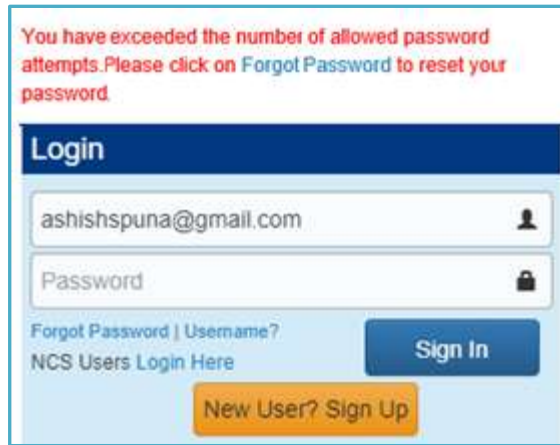 You have exceeded the number of allowed password
attempts.Please click on Forgot Password to reset your
password.
Login
ashishspuna@gmail.com
Password
Forgot Password | Username?
NCS Users Login Here
Sign In
New User? Sign Up